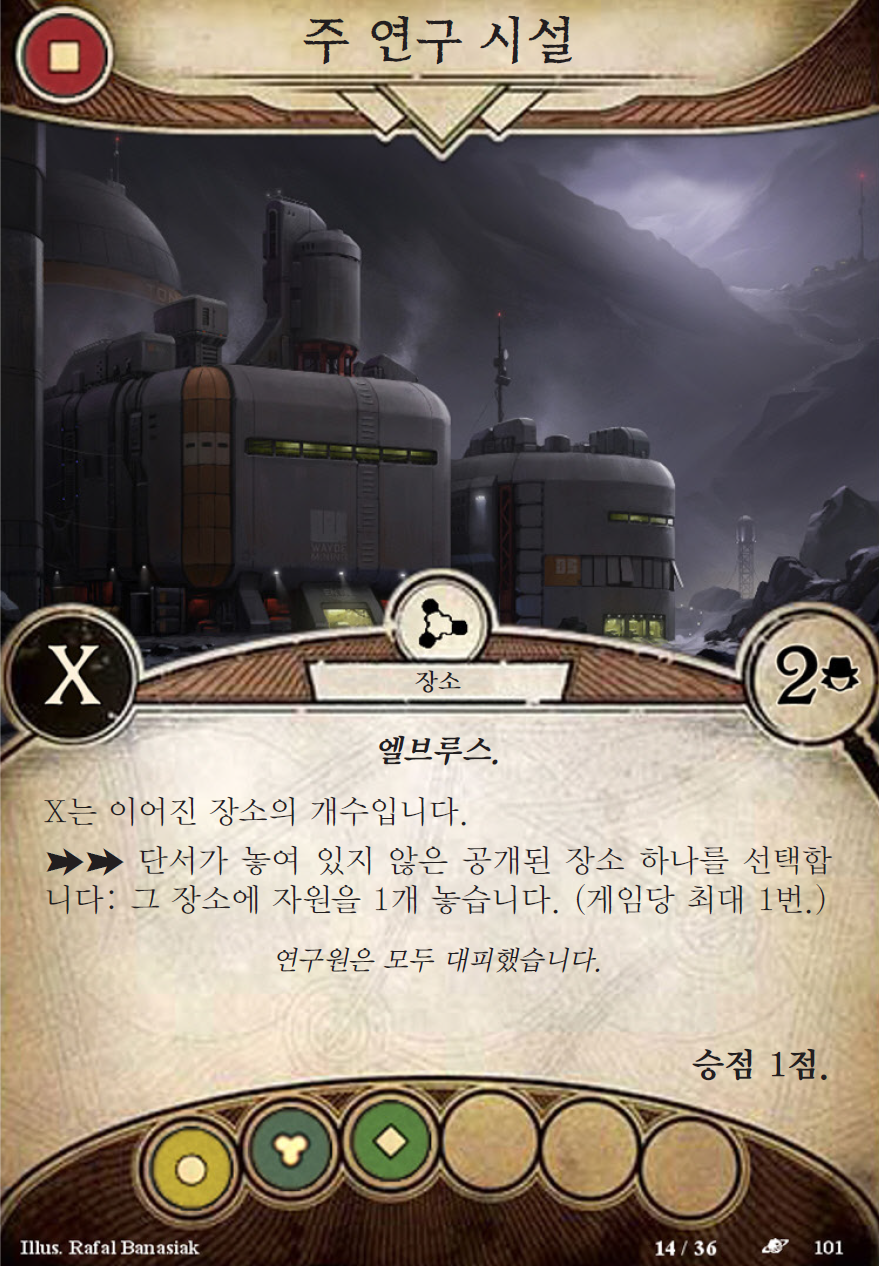 주 연구 시설
WAYDE
MINING
DS
X
장소
2
엘브루스.
X는 이어진 장소의 개수입니다.
단서가 놓여 있지 않은 공개된 장소 하나를 선택합
니다: 그 장소에 자원을 1개 놓습니다. (게임당 최대 1번.)
연구원은 모두 대피했습니다.
승점 1점.
Illus. Rafal Banasiak
14 / 36
101